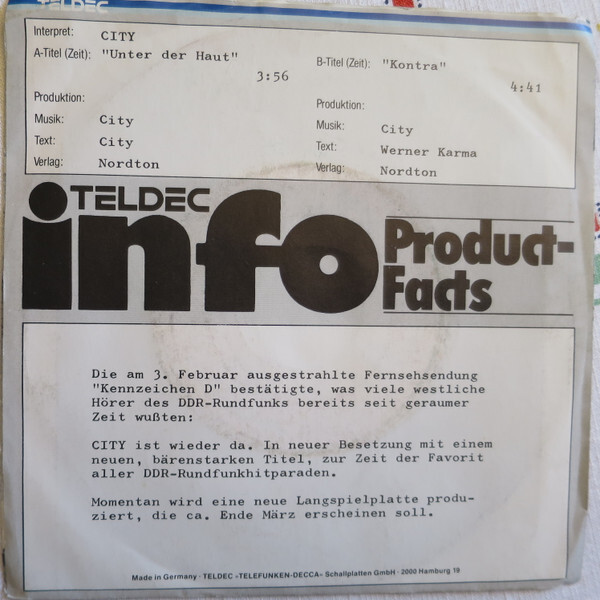 TELDEC
Interpret: CITY
A-Titel (Zeit): "Unter der Haut"
3:56
Produktion:
Musik: City
Text: City
Verlag: Nordton
B-Titel (Zeit): "Kontra"
4:41
Produktion:
Musik: City
Text: Werner Karma
Verlag: Nordton
TELDEC
info
Product-
Facts
Die am 3. Februar ausgestrahlte Fernsehsendung
"Kennzeichen D" bestätigte, was viele westliche
Hörer des DDR-Rundfunks bereits seit geraumer
Zeit wußten:
CITY ist wieder da. In neuer Besetzung mit einem
neuen, bärenstarken Titel, zur Zeit der Favorit
aller DDR-Rundfunkhitparaden.
Momentan wird eine neue Langspielplatte produ-
ziert, die ca. Ende März erscheinen soll.
Made in Germany · TELDEC »TELEFUNKEN-DECCA« Schallplatten GmbH · 2000 Hamburg 19